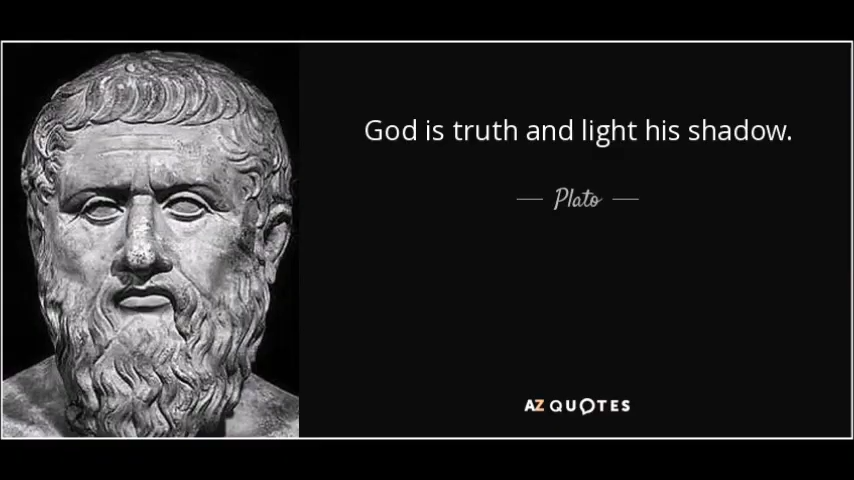 God is truth and light his shadow.
— Plato —
AZ QUOTES